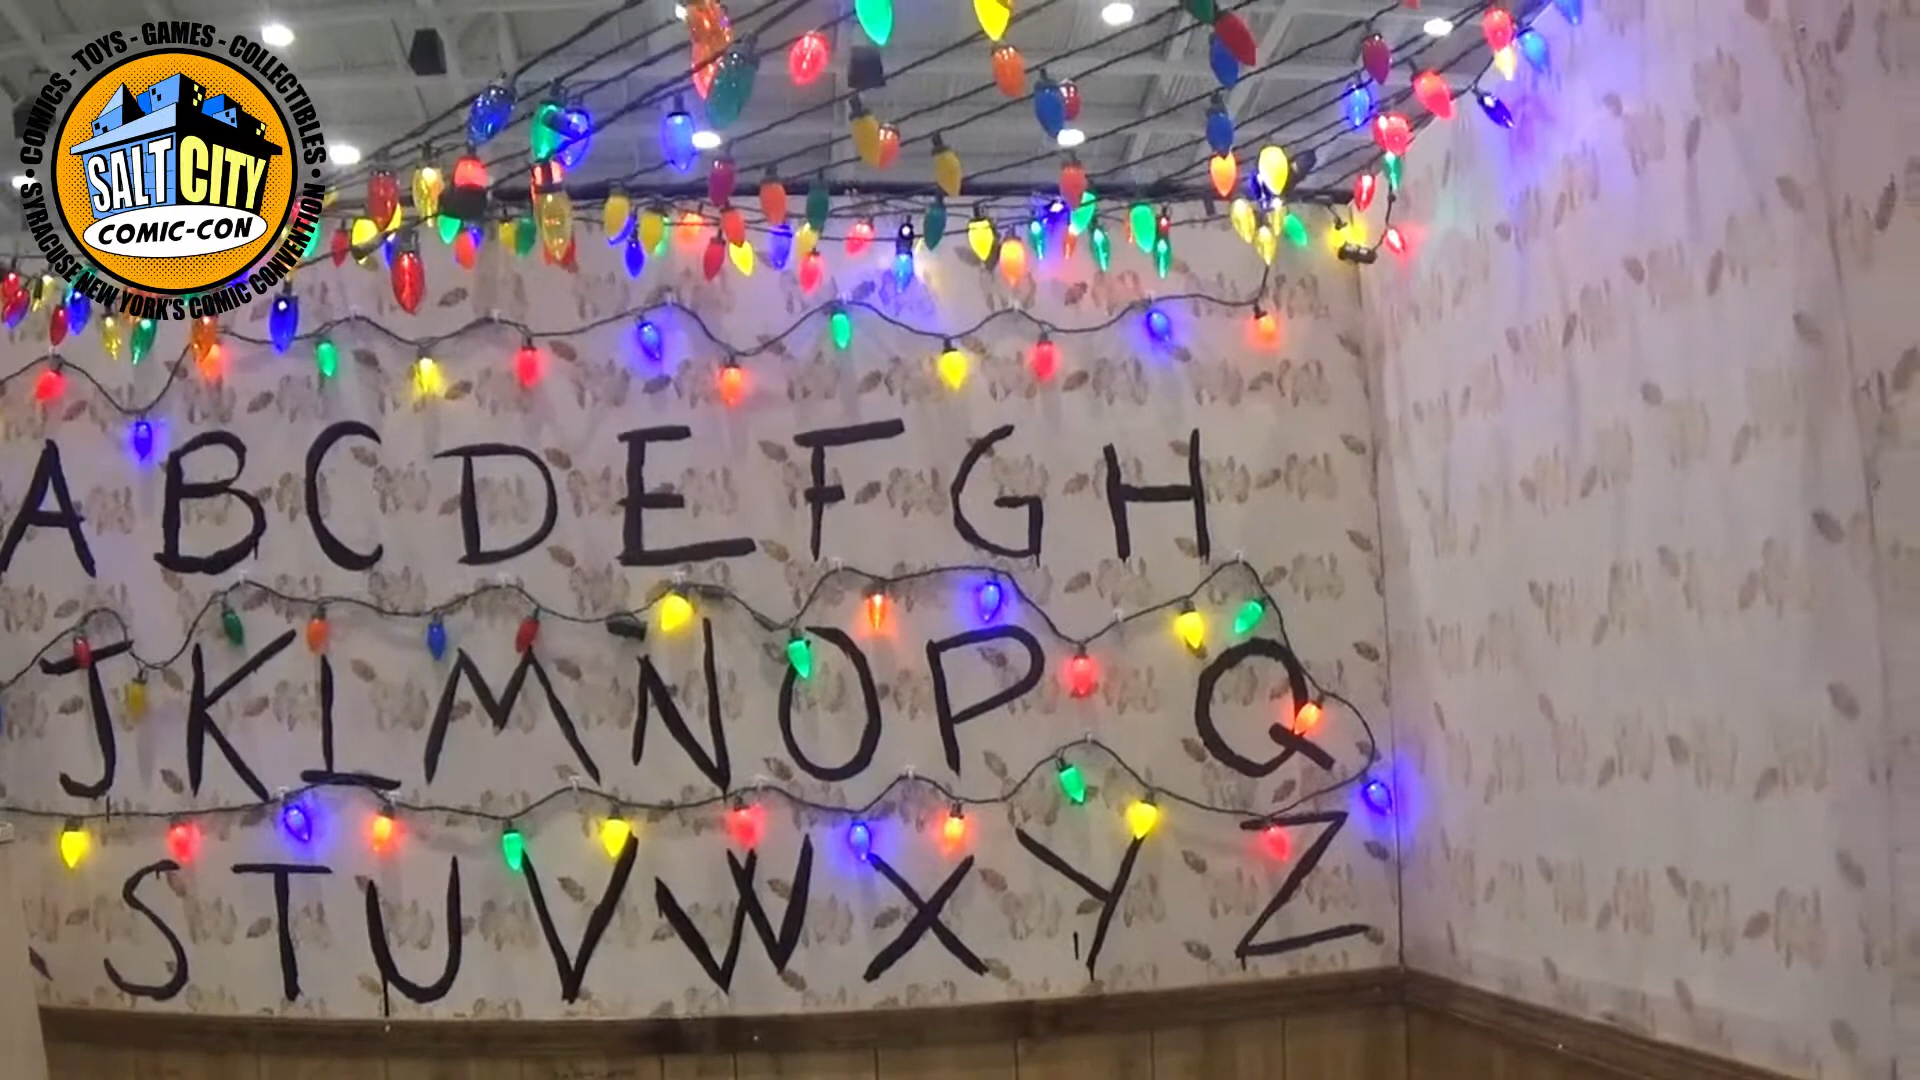 • COMICS - TOYS - GAMES - COLLECTIBLES •
SALT CITY
COMIC-CON
SYRACUSE NEW YORK'S COMIC CONVENTION
A B C D E F G H
J K L M N O P Q
S T U V W X Y Z